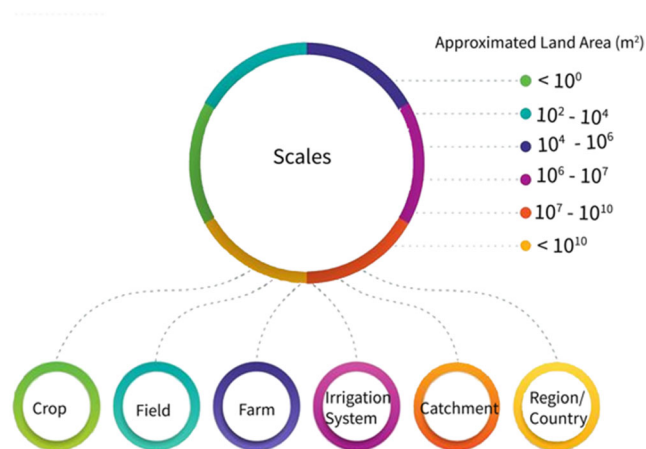 Approximated Land Area (m²)
< 10⁰
10² - 10⁴
10⁴ - 10⁶
10⁶ - 10⁷
10⁷ - 10¹⁰
< 10¹⁰
Scales
Crop
Field
Farm
Irrigation
System
Catchment
Region/
Country